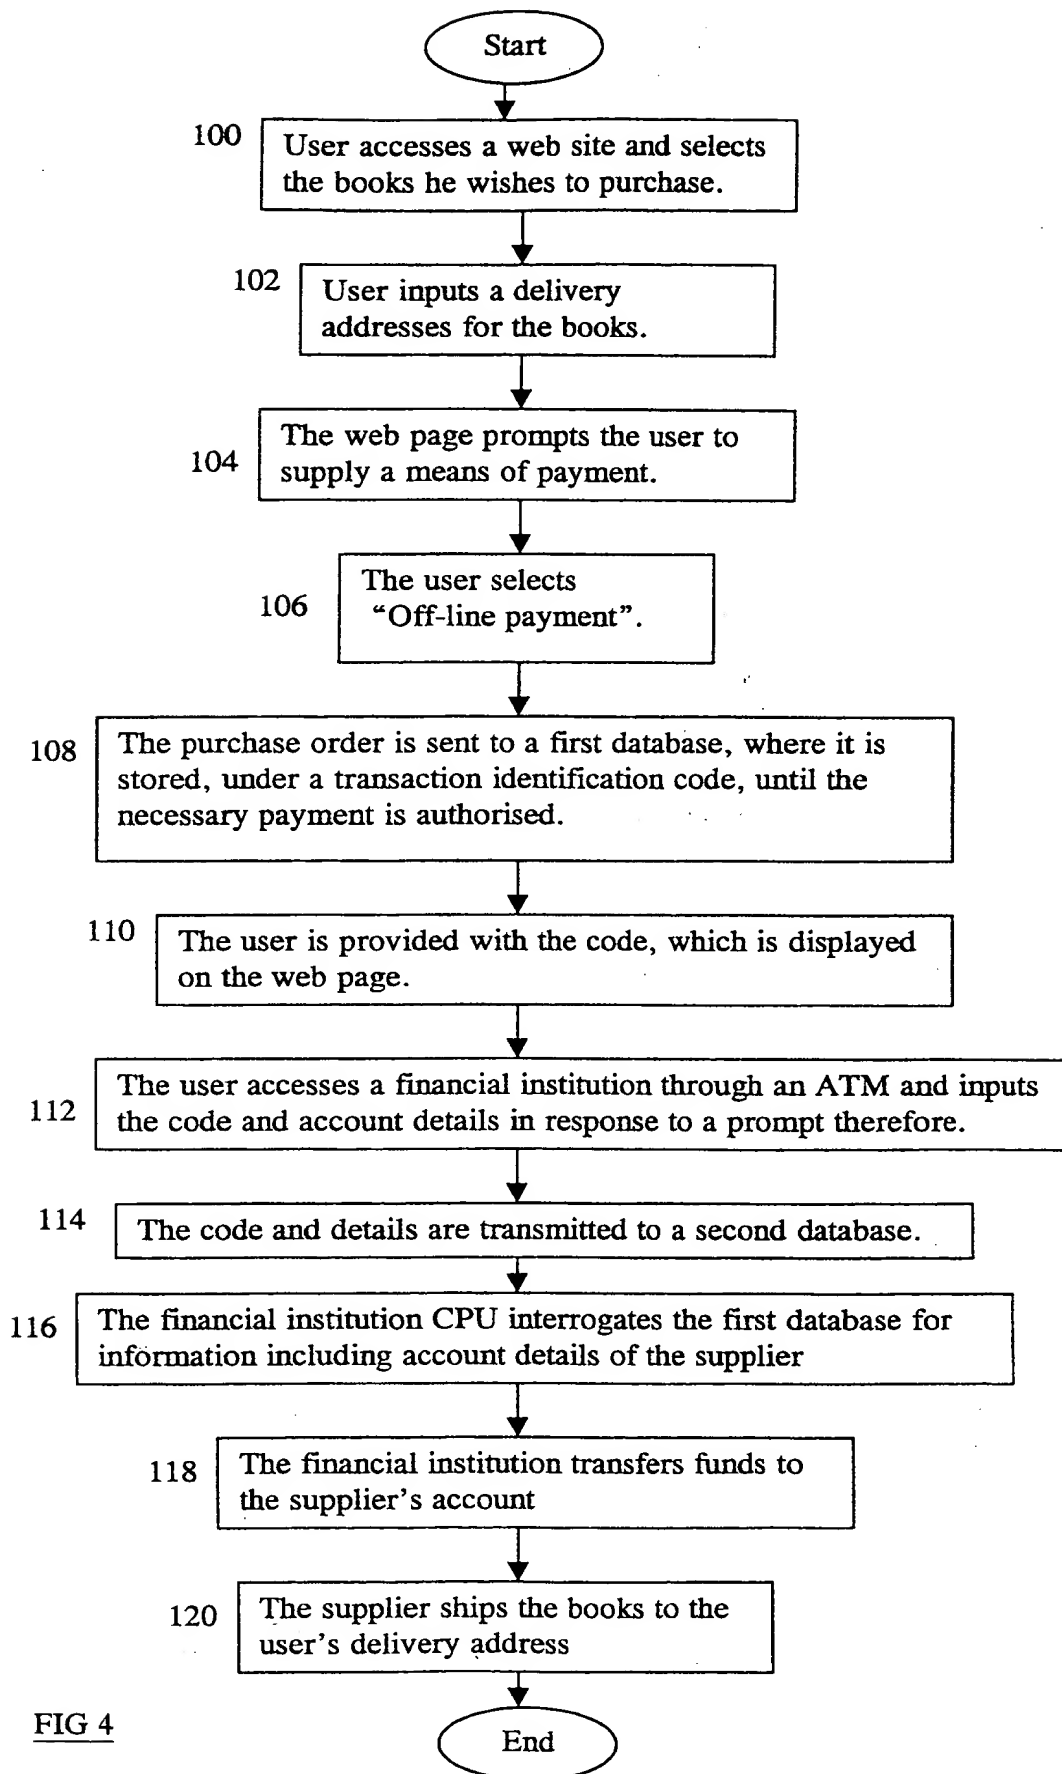 Start
100
User accesses a web site and selects
the books he wishes to purchase.
102
User inputs a delivery
addresses for the books.
104
The web page prompts the user to
supply a means of payment.
106
The user selects
“Off-line payment”.
108
The purchase order is sent to a first database, where it is
stored, under a transaction identification code, until the
necessary payment is authorised.
110
The user is provided with the code, which is displayed
on the web page.
112
The user accesses a financial institution through an ATM and inputs
the code and account details in response to a prompt therefore.
114
The code and details are transmitted to a second database.
116
The financial institution CPU interrogates the first database for
information including account details of the supplier
118
The financial institution transfers funds to
the supplier's account
120
The supplier ships the books to the
user's delivery address
FIG 4
End